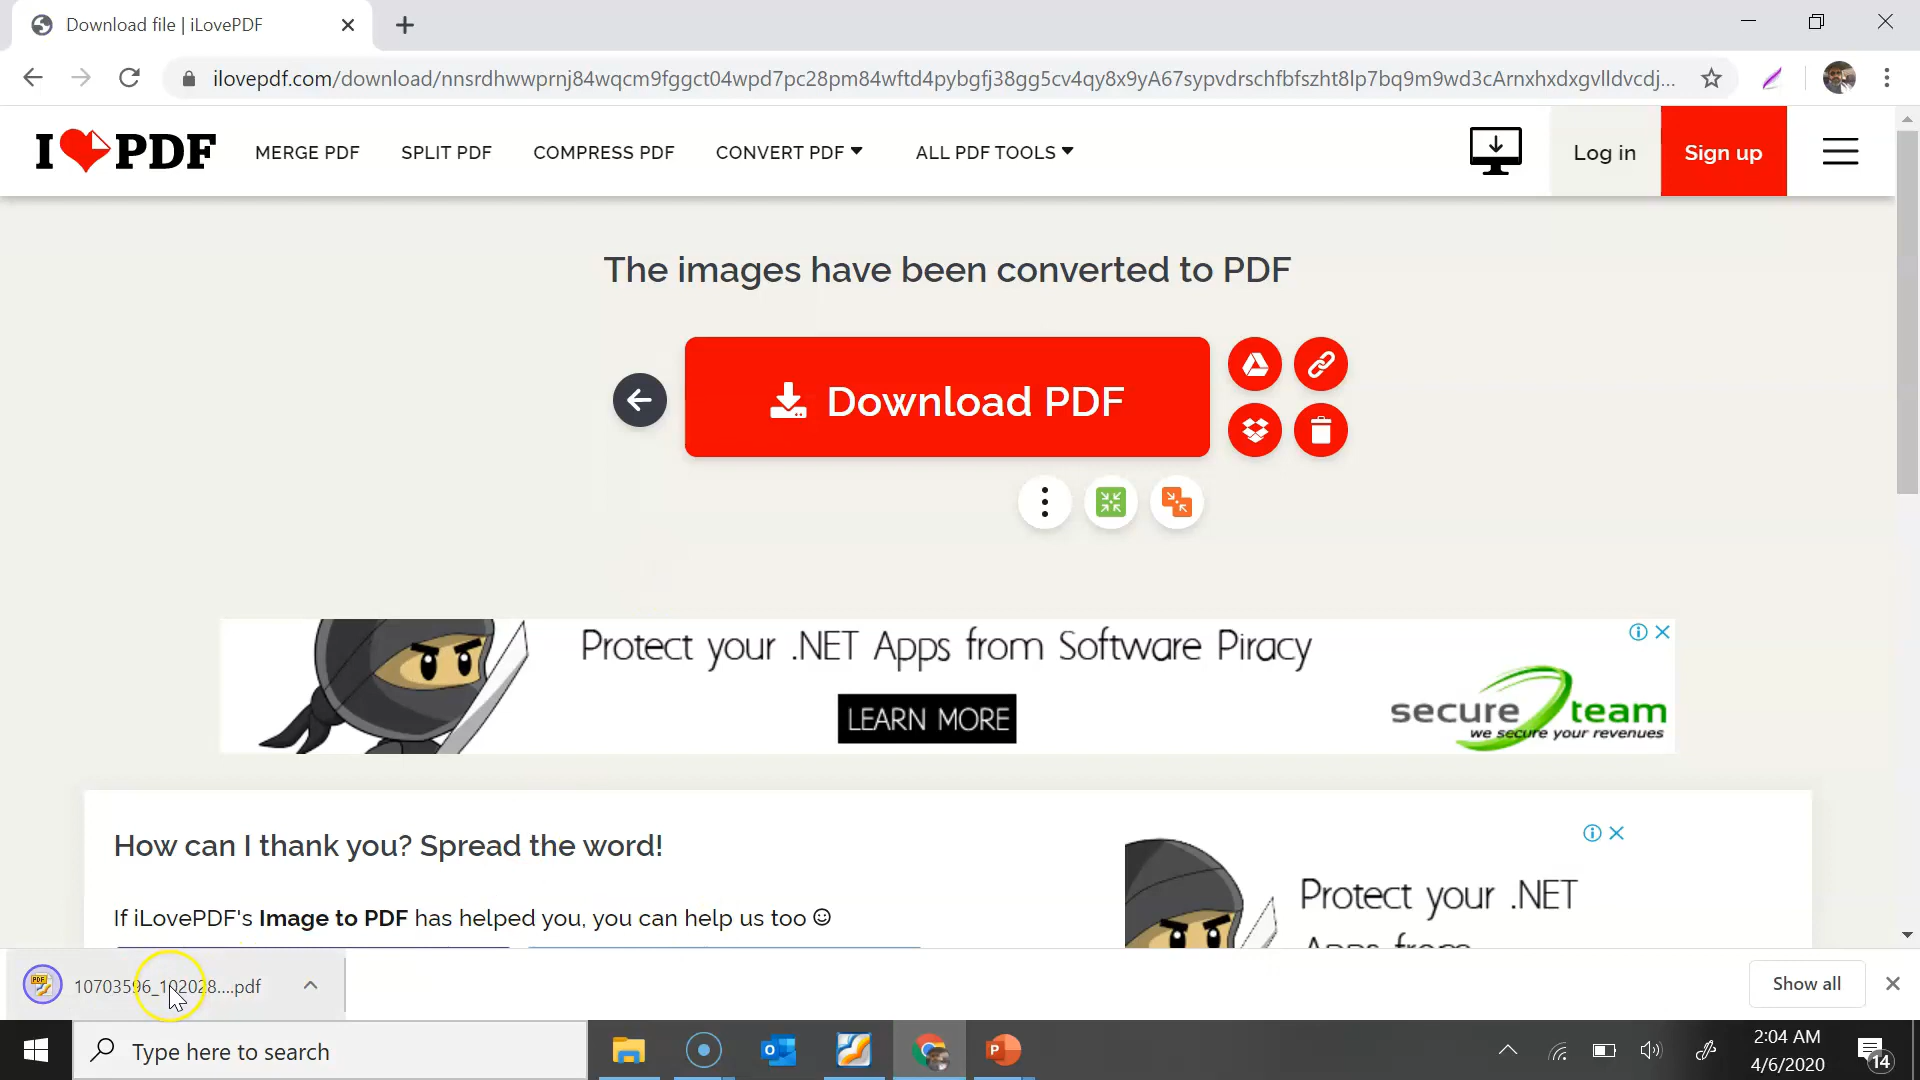 Download file | iLovePDF
ilovepdf.com/download/nnsrdhwwprnj84wqcm9fggct04wpd7pc28pm84wftd4pybgfj38gg5cv4qy8x9yA67sypvdrschfbfszht8lp7bq9m9wd3cArnxhxdxgvlldvcdj...
I PDF
MERGE PDF
SPLIT PDF
COMPRESS PDF
CONVERT PDF
ALL PDF TOOLS
Log in
Sign up
The images have been converted to PDF
Download PDF
Protect your .NET Apps from Software Piracy
LEARN MORE
secure team
we secure your revenues
How can I thank you? Spread the word!
If iLovePDF's Image to PDF has helped you, you can help us too ☺
Protect your .NET
Apps from
PDF
10703596_102028....pdf
Show all
Type here to search
2:04 AM
4/6/2020
14